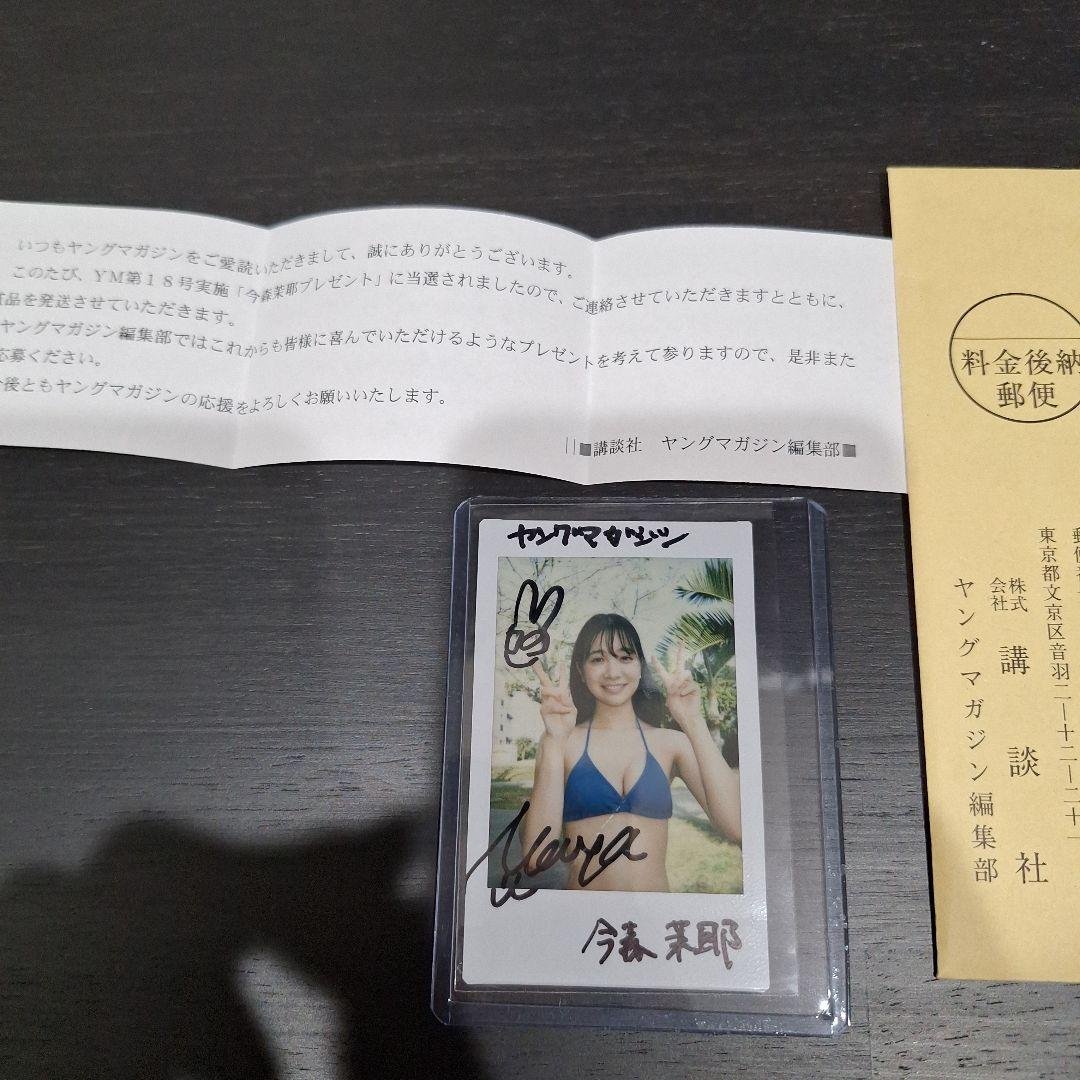 いつもヤングマガジンをご愛読いただきまして、誠にありがとうございます。
このたび、YM第18号実施「今森茉耶プレゼント」に当選されましたので、ご連絡させていただきますとともに、
賞品を発送させていただきます。
ヤングマガジン編集部ではこれからも皆様に喜んでいただけるようなプレゼントを考えて参りますので、是非また
応募ください。
今後ともヤングマガジンの応援をよろしくお願いいたします。
||■講談社 ヤングマガジン編集部■
ヤングマガジン
Maya
今森茉耶
料金後納
郵便
東京都文京区音羽二―十二―二十一
株式会社 講談社
ヤングマガジン編集部